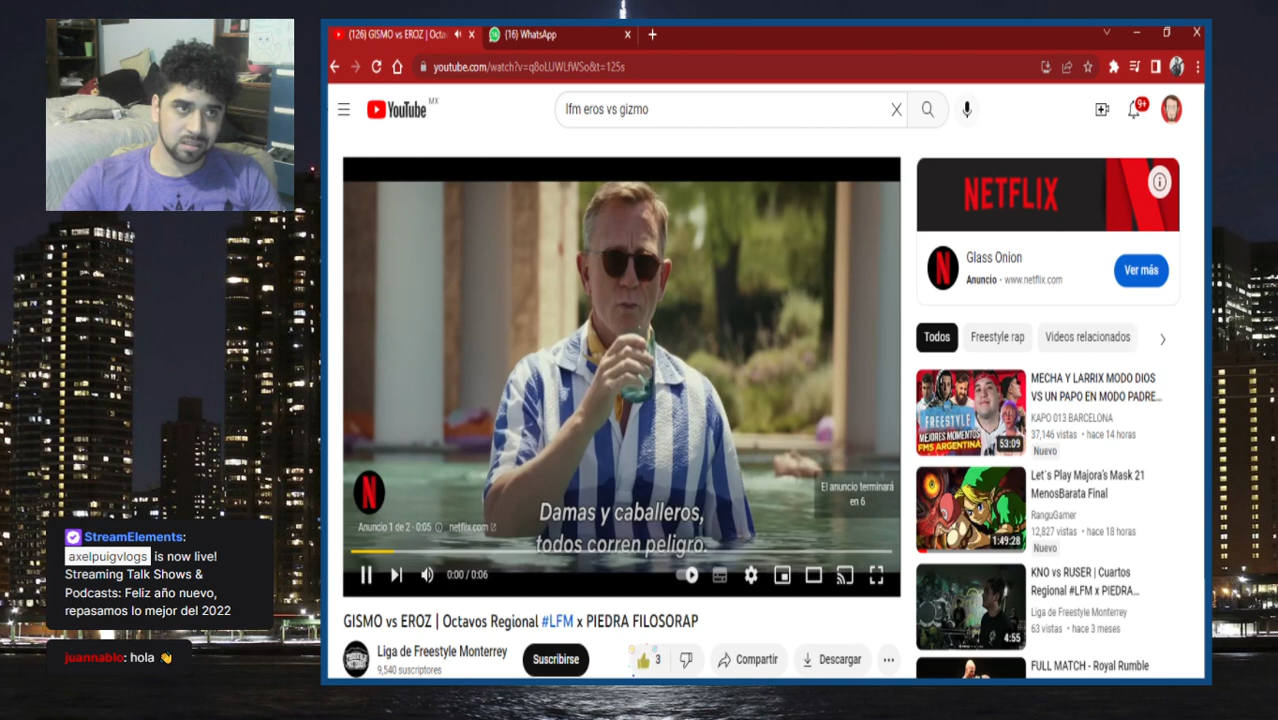 (126) GISMO vs EROZ | Octav
(16) WhatsApp
youtube.com/watch?v=q8oLUWLfWSo&t=125s
YouTube MX
lfm eros vs gizmo
9+
NETFLIX
Glass Onion
Anuncio · www.netflix.com
Ver más
Todos
Freestyle rap
Videos relacionados
El anuncio terminará
en 6
Damas y caballeros,
todos corren peligro.
Anuncio 1 de 2 · 0:05
netflix.com
0:00 / 0:06
GISMO vs EROZ | Octavos Regional #LFM x PIEDRA FILOSORAP
Liga de Freestyle Monterrey
9,540 suscriptores
Suscribirse
3
Compartir
Descargar
FREESTYLE
MEJORES MOMENTOS
FMS ARGENTINA
53:09
MECHA Y LARRIX MODO DIOS
VS UN PAPO EN MODO PADRE...
KAPO 013 BARCELONA
37,146 vistas · hace 14 horas
Nuevo
1:49:28
Let´s Play Majora's Mask 21
MenosBarata Final
RanguGamer
12,827 vistas · hace 18 horas
Nuevo
4:55
KNO vs RUSER | Cuartos
Regional #LFM x PIEDRA...
Liga de Freestyle Monterrey
63 vistas · hace 3 meses
FULL MATCH - Royal Rumble
StreamElements:
axelpuigvlogs is now live!
Streaming Talk Shows &
Podcasts: Feliz año nuevo,
repasamos lo mejor del 2022
juannablo: hola 👋